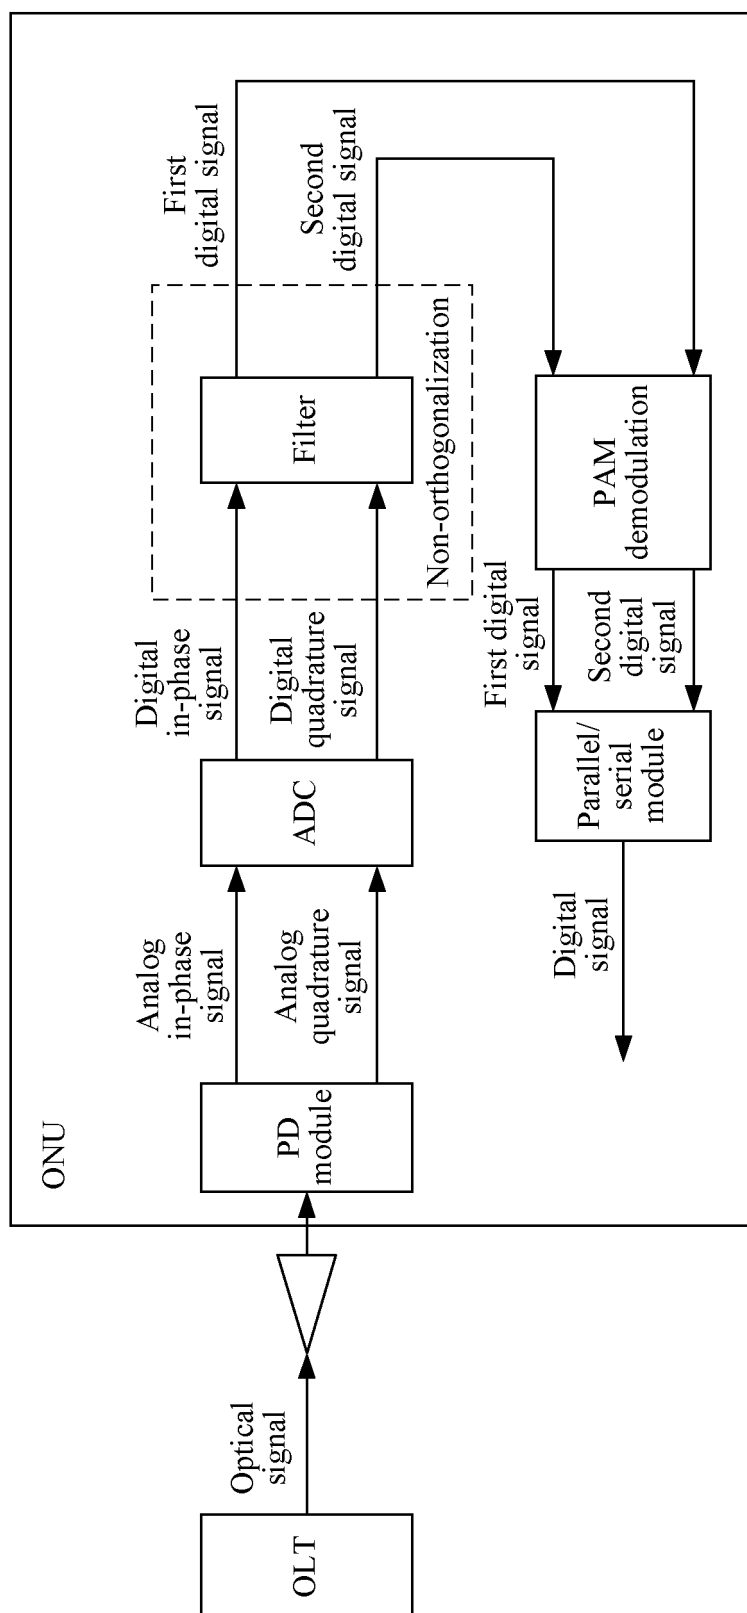 ONU
OLT
Optical
signal
PD
module
Analog
in-phase
signal
Analog
quadrature
signal
ADC
Digital
in-phase
signal
Digital
quadrature
signal
Filter
Non-orthogonalization
First
digital signal
Second
digital signal
PAM
demodulation
First digital
signal
Second
digital
signal
Parallel/
serial
module
Digital
signal